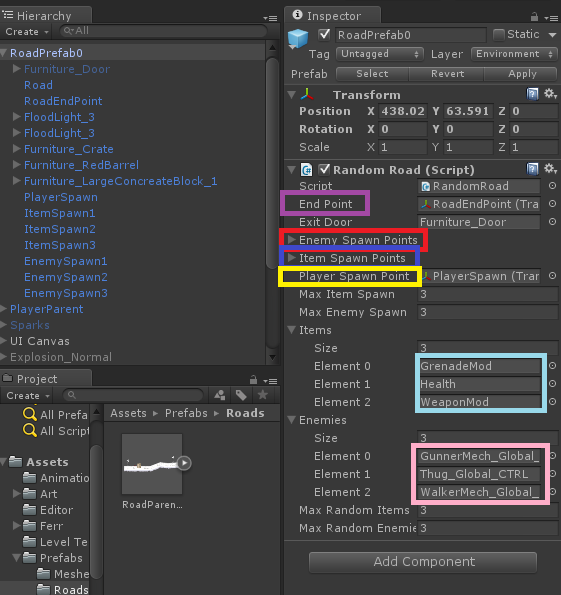 Hierarchy
Create
All
RoadPrefab0
Furniture_Door
Road
RoadEndPoint
FloodLight_3
FloodLight_3
Furniture_Crate
Furniture_RedBarrel
Furniture_LargeConcreateBlock_1
PlayerSpawn
ItemSpawn1
ItemSpawn2
ItemSpawn3
EnemySpawn1
EnemySpawn2
EnemySpawn3
PlayerParent
Sparks
UI Canvas
Explosion_Normal
Project
Create
All Prefa
All Script
Assets
Animatio
Art
Editor
Ferr
Level Te
Prefabs
Meshe
Roads
Assets Prefabs Roads
RoadParen...
Inspector
RoadPrefab0 Static
Tag Untagged Layer Environment
Prefab Select Revert Apply
Transform
Position X 438.02 Y 63.591 Z 0
Rotation X 0 Y 0 Z 0
Scale X 1 Y 1 Z 1
Random Road (Script)
Script RandomRoad
End Point RoadEndPoint (Tra
Exit Door Furniture_Door
Enemy Spawn Points
Item Spawn Points
Player Spawn Point PlayerSpawn (Tran
Max Item Spawn 3
Max Enemy Spawn 3
Items
Size 3
Element 0 GrenadeMod
Element 1 Health
Element 2 WeaponMod
Enemies
Size 3
Element 0 GunnerMech_Global_
Element 1 Thug_Global_CTRL
Element 2 WalkerMech_Global_
Max Random Items 3
Max Random Enemie 3
Add Component